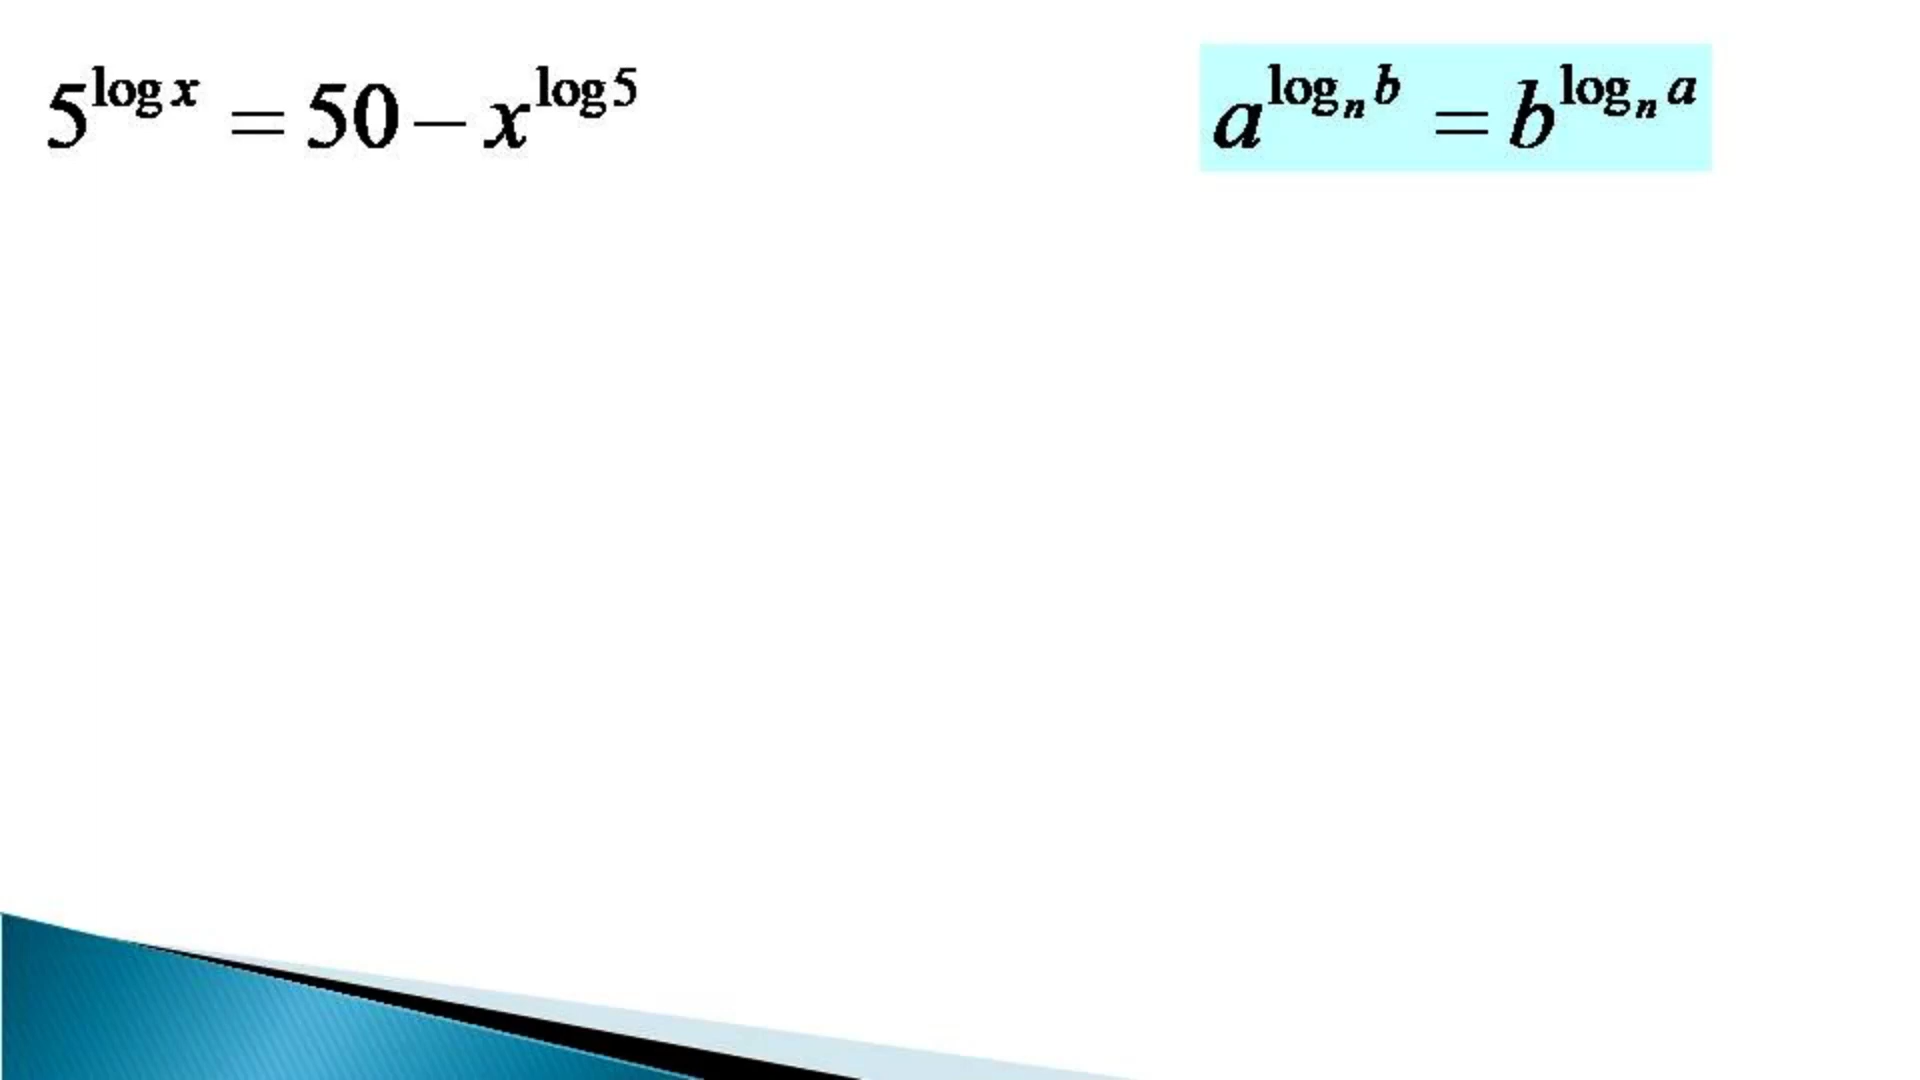 5^{log x} = 50 − x^{log 5}
a^{log_n b} = b^{log_n a}